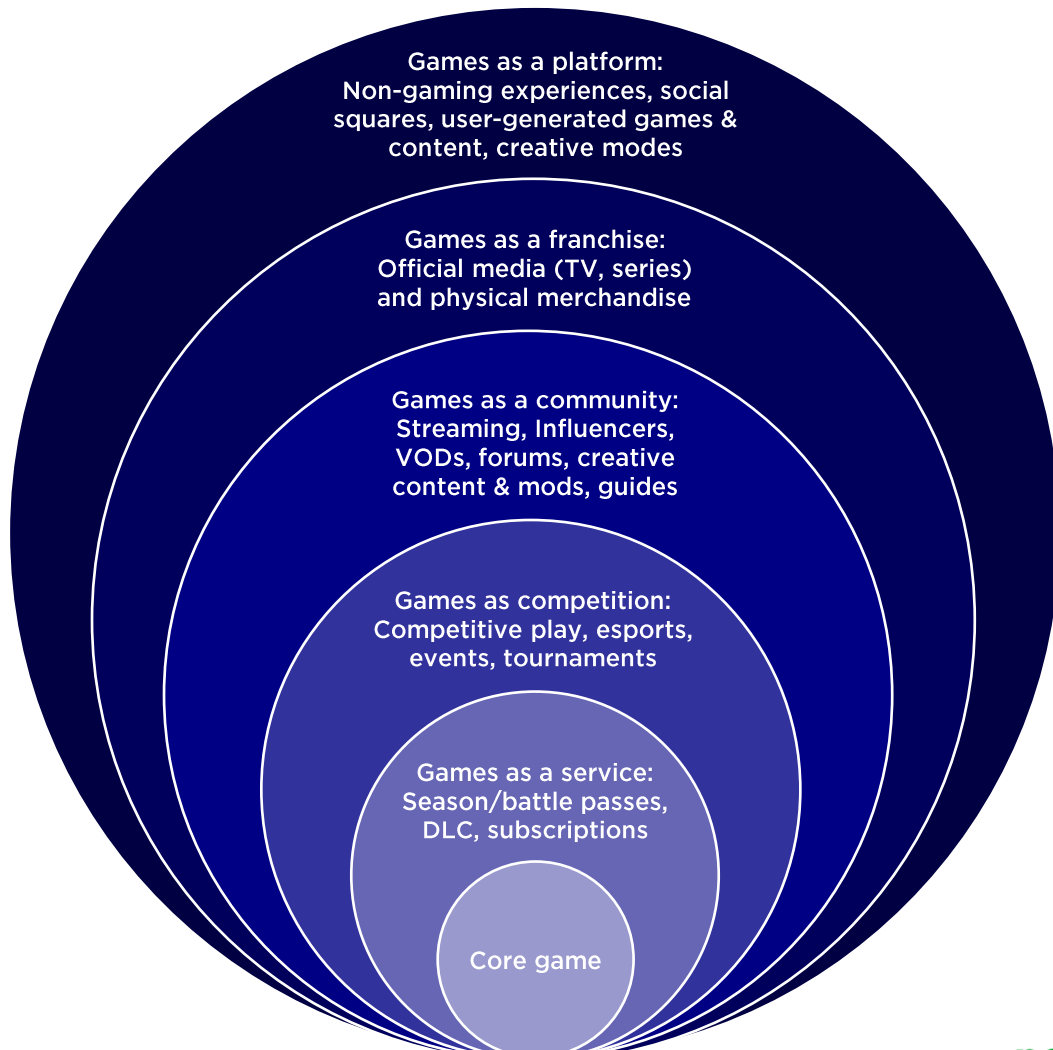 Games as a platform:
Non-gaming experiences, social
squares, user-generated games &
content, creative modes
Games as a franchise:
Official media (TV, series)
and physical merchandise
Games as a community:
Streaming, Influencers,
VODs, forums, creative
content & mods, guides
Games as competition:
Competitive play, esports,
events, tournaments
Games as a service:
Season/battle passes,
DLC, subscriptions
Core game